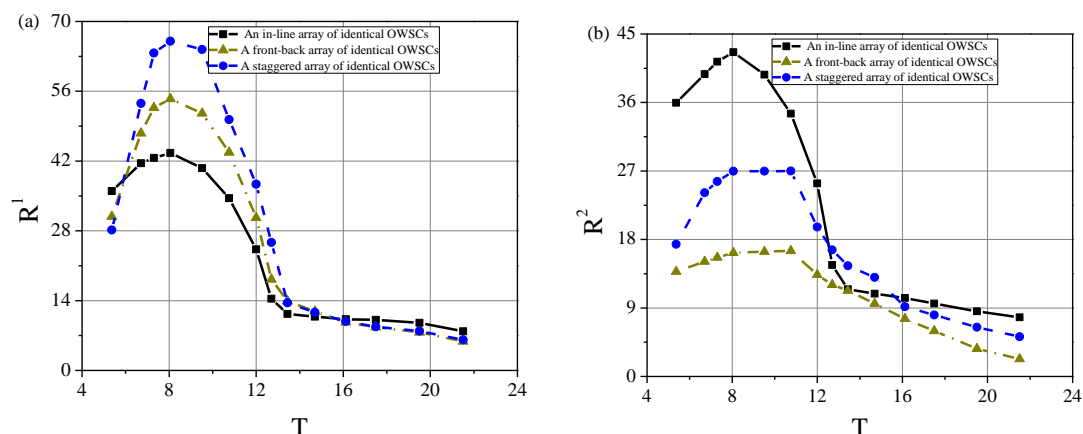 (a)
70
56
42
28
14
0
R1
An in-line array of identical OWSCs
A front-back array of identical OWSCs
A staggered array of identical OWSCs
4 8 12 16 20 24
T
(b)
45
36
27
18
9
0
R2
An in-line array of identical OWSCs
A front-back array of identical OWSCs
A staggered array of identical OWSCs
4 8 12 16 20 24
T